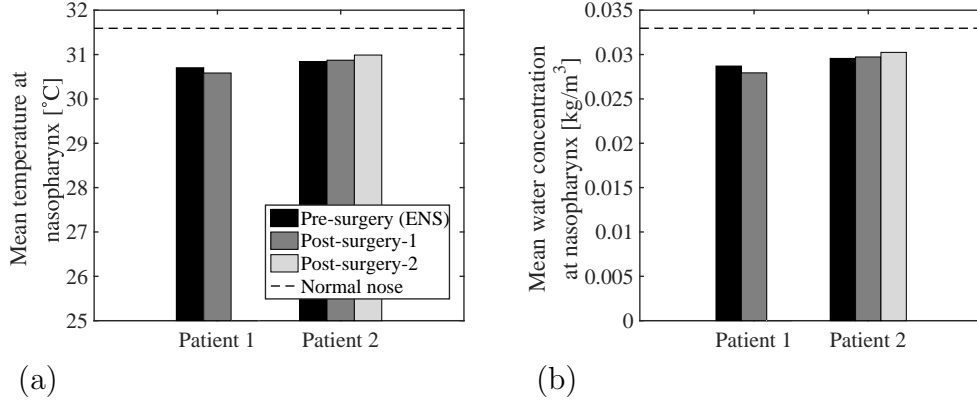 Mean temperature at
nasopharynx [˚C]
32
31
30
29
28
27
26
25
Pre-surgery (ENS)
Post-surgery-1
Post-surgery-2
Normal nose
Patient 1
Patient 2
(a)
Mean water concentration
at nasopharynx [kg/m³]
0.035
0.03
0.025
0.02
0.015
0.01
0.005
0
Patient 1
Patient 2
(b)